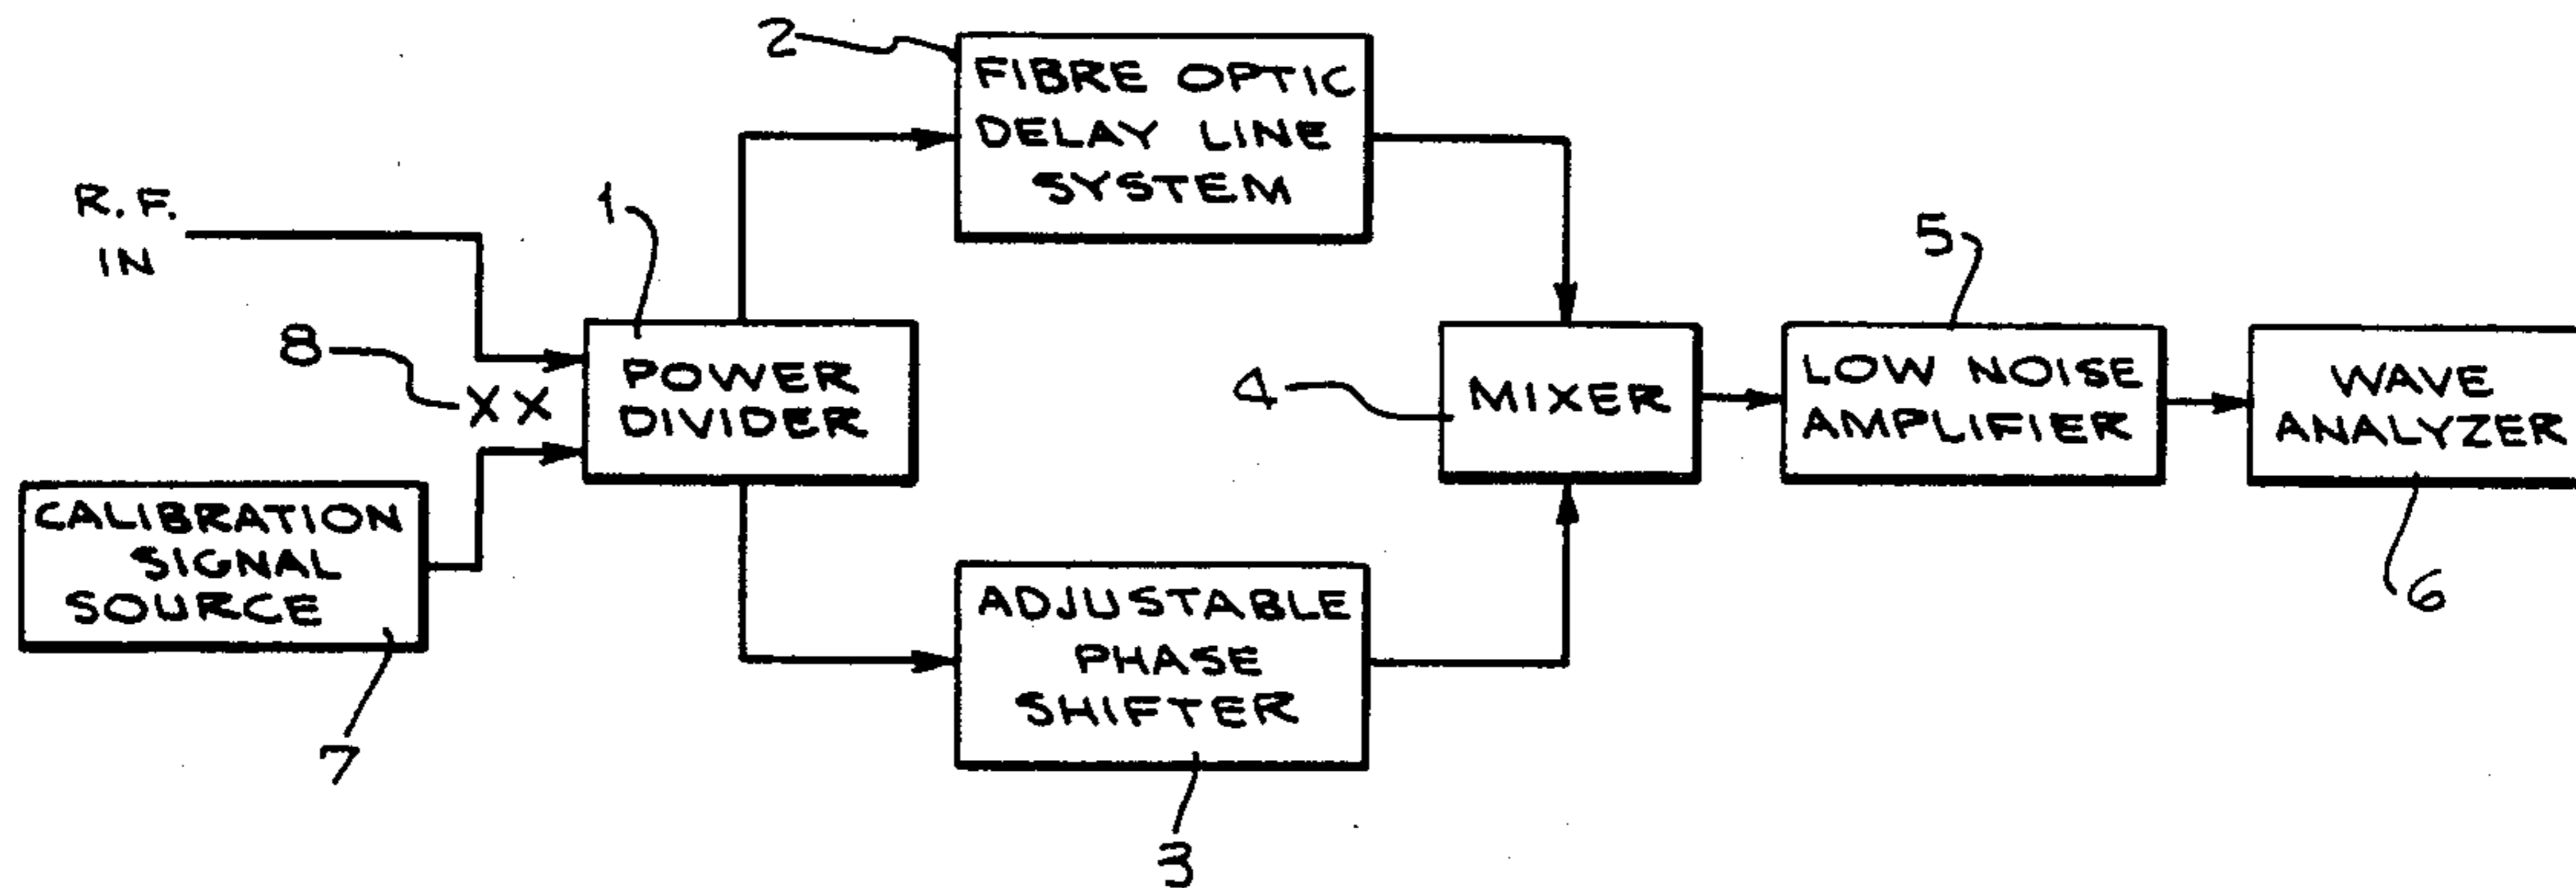 2
FIBRE OPTIC
DELAY LINE
SYSTEM
R.F.
IN
1
5
8
XX
POWER
DIVIDER
4
MIXER
LOW NOISE
AMPLIFIER
WAVE
ANALYZER
CALIBRATION
SIGNAL
SOURCE
7
ADJUSTABLE
PHASE
SHIFTER
6
3